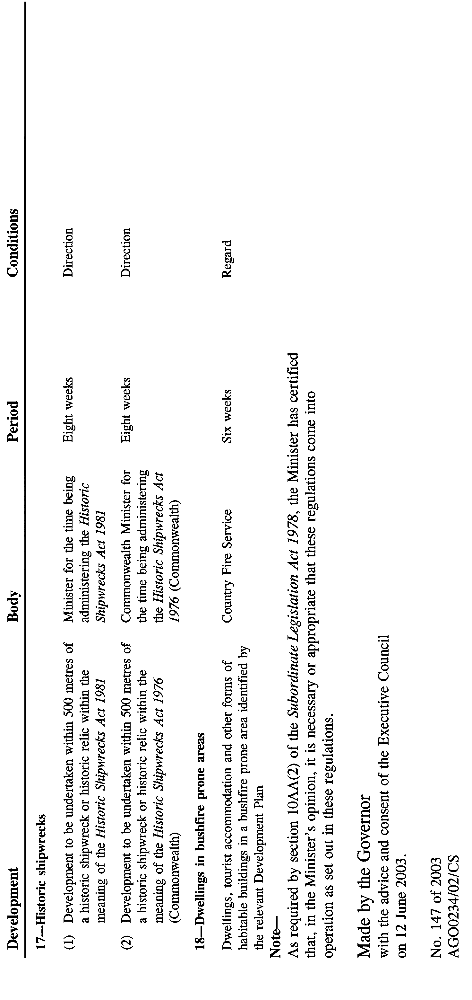 Development Body Period Conditions
17—Historic shipwrecks
(1) Development to be undertaken within 500 metres of Minister for the time being Eight weeks Direction
a historic shipwreck or historic relic within the administering the Historic
meaning of the Historic Shipwrecks Act 1981 Shipwrecks Act 1981
(2) Development to be undertaken within 500 metres of Commonwealth Minister for Eight weeks Direction
a historic shipwreck or historic relic within the the time being administering
meaning of the Historic Shipwrecks Act 1976 the Historic Shipwrecks Act
(Commonwealth) 1976 (Commonwealth)
18—Dwellings in bushfire prone areas
Dwellings, tourist accommodation and other forms of Country Fire Service Six weeks Regard
habitable buildings in a bushfire prone area identified by
the relevant Development Plan
Note—
As required by section 10AA(2) of the Subordinate Legislation Act 1978, the Minister has certified
that, in the Minister's opinion, it is necessary or appropriate that these regulations come into
operation as set out in these regulations.
Made by the Governor
with the advice and consent of the Executive Council
on 12 June 2003.
No. 147 of 2003
AGO0234/02/CS